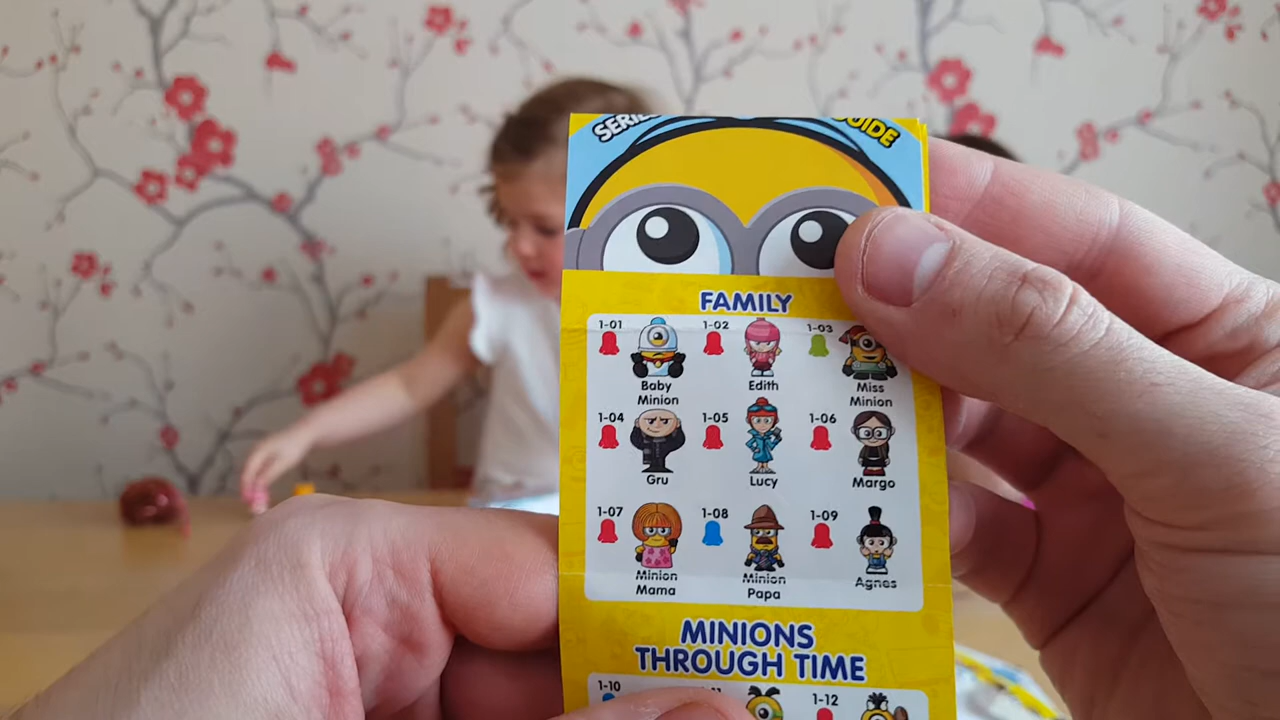 GUIDE
FAMILY
1-01 1-02 1-03
Baby Minion Edith Miss Minion
1-04 1-05 1-06
Gru Lucy Margo
1-07 1-08 1-09
Minion Mama Minion Papa Agnes
MINIONS
THROUGH TIME
1-10 1-12